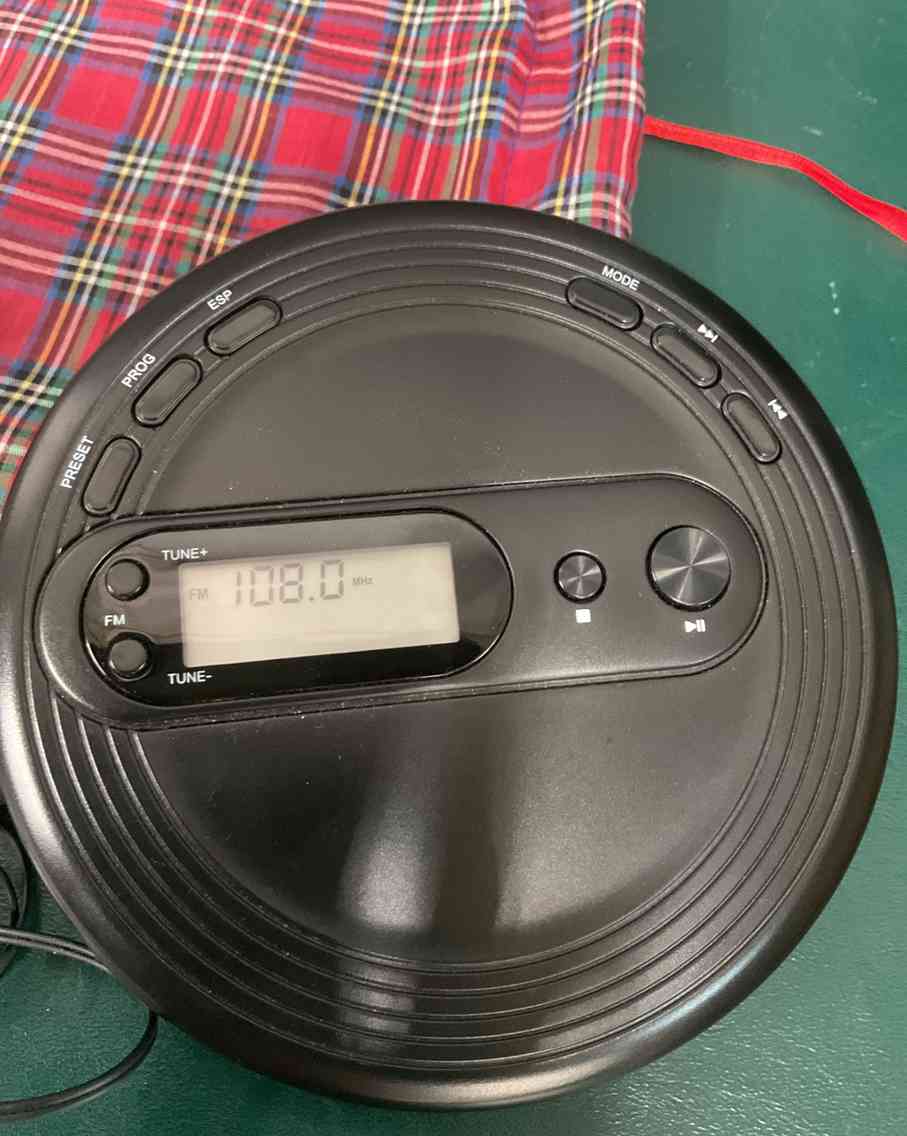 MODE
ESP
PROG
PRESET
TUNE+
FM 108.0 MHz
FM
TUNE-